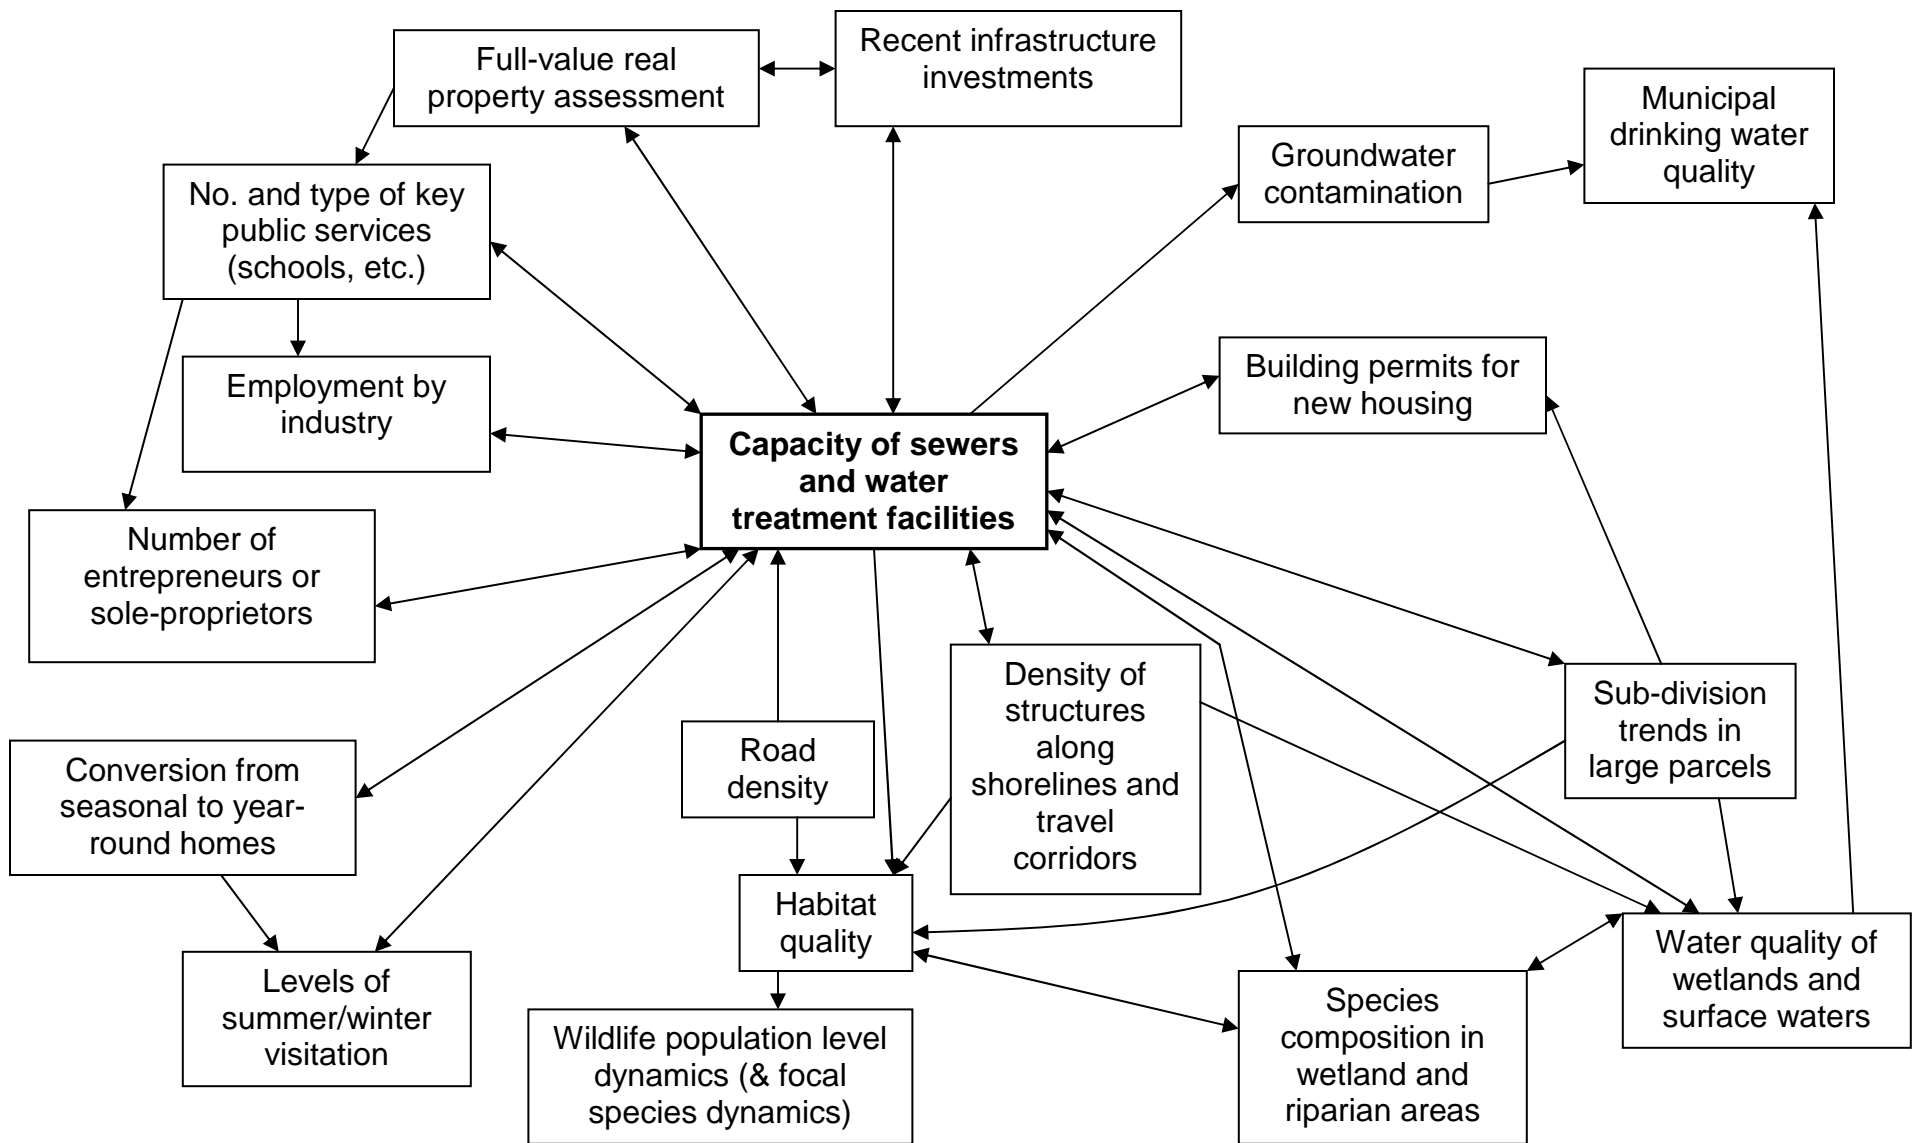 Full-value real
property assessment
Recent infrastructure
investments
Municipal
drinking water
quality
Groundwater
contamination
No. and type of key
public services
(schools, etc.)
Employment by
industry
Building permits for
new housing
Capacity of sewers
and water
treatment facilities
Number of
entrepreneurs or
sole-proprietors
Density of
structures
along
shorelines and
travel
corridors
Sub-division
trends in
large parcels
Road
density
Conversion from
seasonal to year-
round homes
Habitat
quality
Water quality of
wetlands and
surface waters
Levels of
summer/winter
visitation
Species
composition in
wetland and
riparian areas
Wildlife population level
dynamics (& focal
species dynamics)